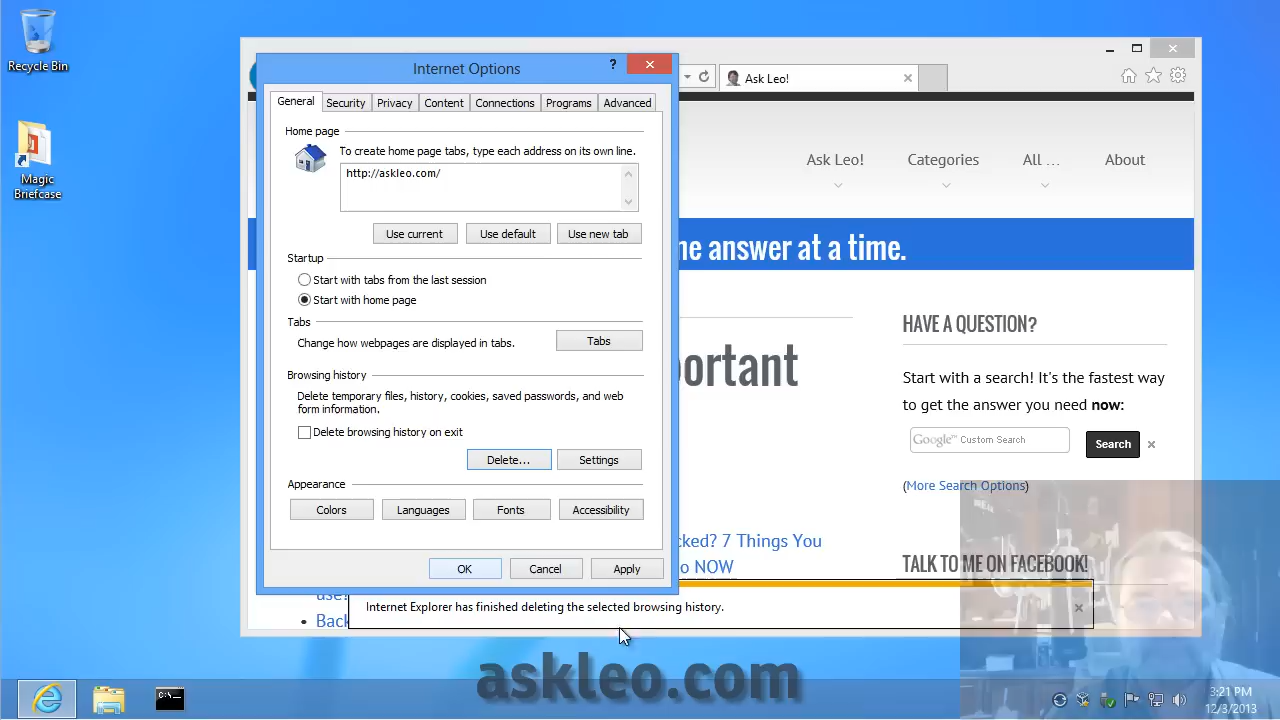 Recycle Bin
Magic
Briefcase
Internet Options
?
Ask Leo!
General
Security
Privacy
Content
Connections
Programs
Advanced
Home page
To create home page tabs, type each address on its own line.
http://askleo.com/
Use current
Use default
Use new tab
Startup
Start with tabs from the last session
Start with home page
Tabs
Change how webpages are displayed in tabs.
Tabs
Browsing history
Delete temporary files, history, cookies, saved passwords, and web
form information.
Delete browsing history on exit
Delete...
Settings
Appearance
Colors
Languages
Fonts
Accessibility
OK
Cancel
Apply
Ask Leo!
Categories
All ...
About
answer at a time.
HAVE A QUESTION?
Start with a search! It's the fastest way
to get the answer you need now:
Google™ Custom Search
Search
(More Search Options)
7 Things You
NOW
TALK TO ME ON FACEBOOK!
Back
Internet Explorer has finished deleting the selected browsing history.
askleo.com
C:\_
3:21 PM
12/3/2013